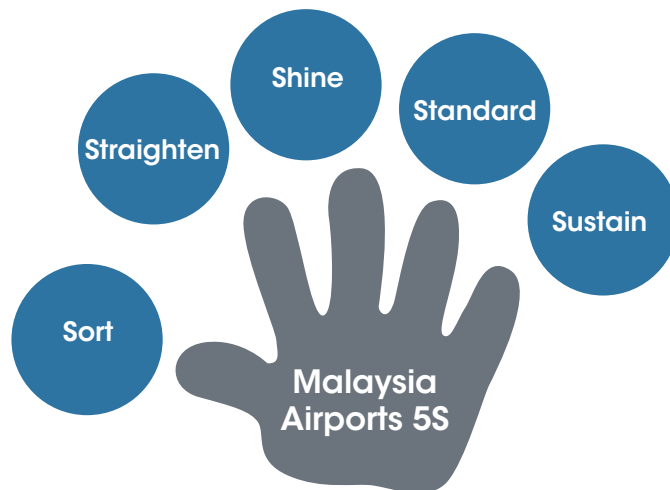 Shine
Standard
Straighten
Sustain
Sort
Malaysia
Airports 5S